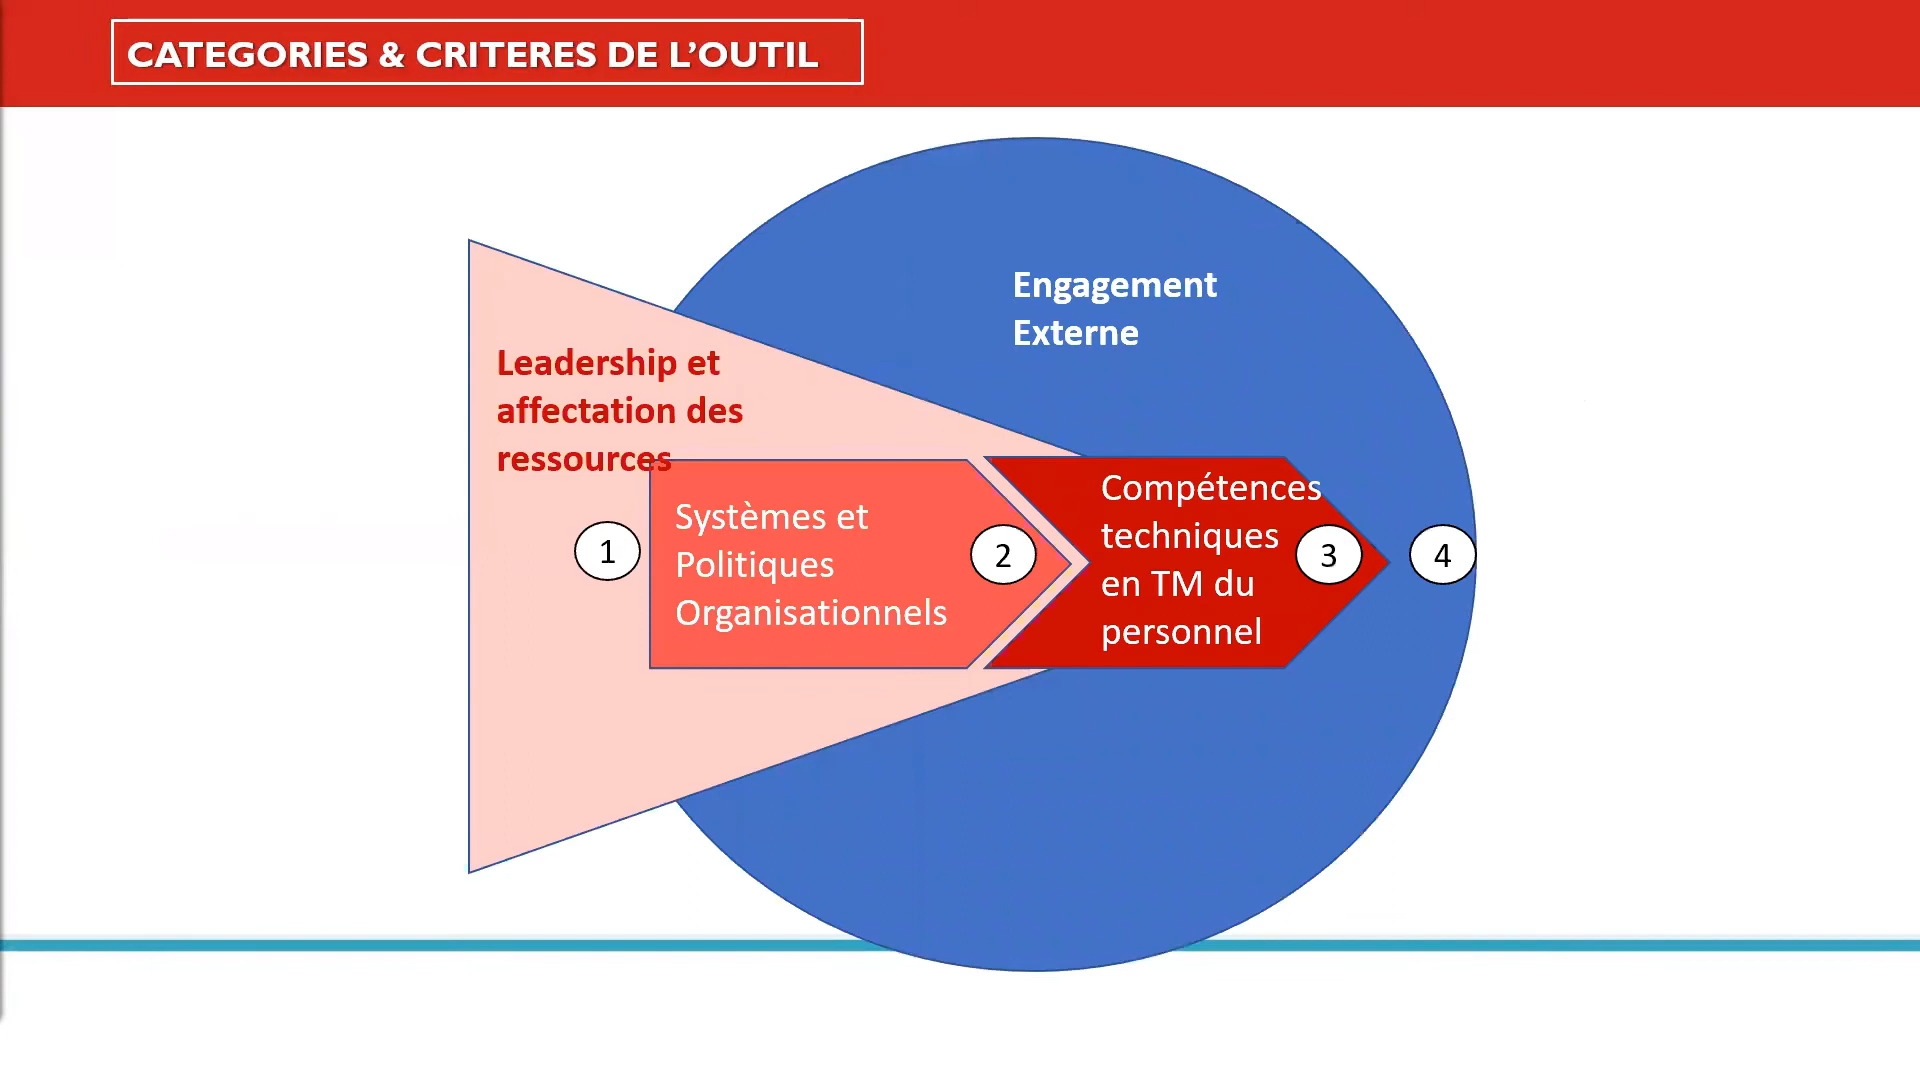 CATEGORIES & CRITERES DE L’OUTIL
Engagement
Externe
Leadership et
affectation des
ressources
1
Systèmes et
Politiques
Organisationnels
2
Compétences
techniques
en TM du
personnel
3
4